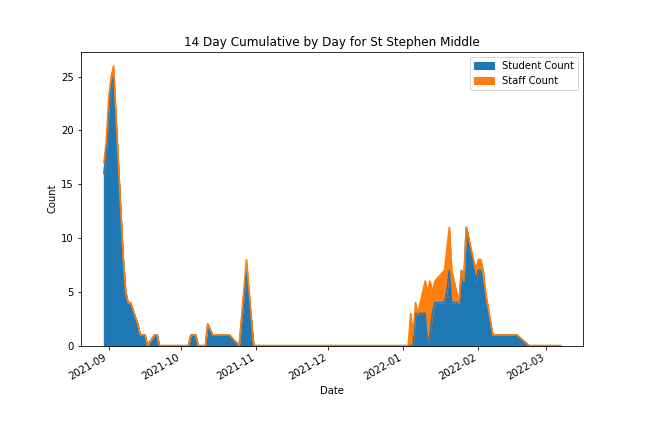 14 Day Cumulative by Day for St Stephen Middle
Student Count
Staff Count
25
20
15
10
5
0
Count
2021-09
2021-10
2021-11
2021-12
2022-01
2022-02
2022-03
Date